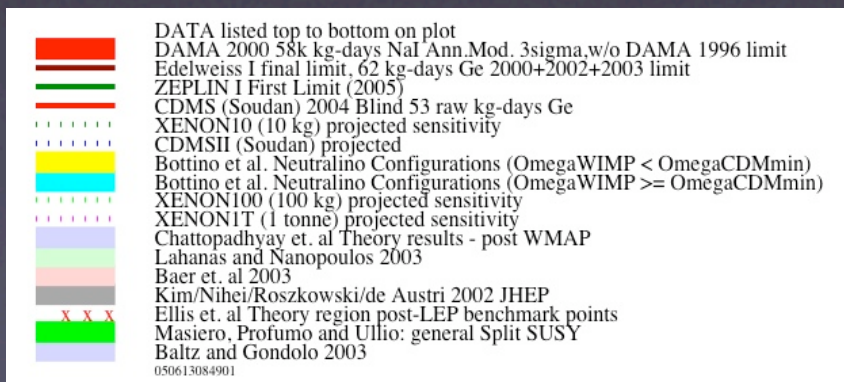 DATA listed top to bottom on plot
DAMA 2000 58k kg-days NaI Ann.Mod. 3sigma,w/o DAMA 1996 limit
Edelweiss I final limit, 62 kg-days Ge 2000+2002+2003 limit
ZEPLIN I First Limit (2005)
CDMS (Soudan) 2004 Blind 53 raw kg-days Ge
XENON10 (10 kg) projected sensitivity
CDMSII (Soudan) projected
Bottino et al. Neutralino Configurations (OmegaWIMP < OmegaCDMmin)
Bottino et al. Neutralino Configurations (OmegaWIMP >= OmegaCDMmin)
XENON100 (100 kg) projected sensitivity
XENON1T (1 tonne) projected sensitivity
Chattopadhyay et. al Theory results - post WMAP
Lahanas and Nanopoulos 2003
Baer et. al 2003
Kim/Nihei/Roszkowski/de Austri 2002 JHEP
x x x Ellis et. al Theory region post-LEP benchmark points
Masiero, Profumo and Ullio: general Split SUSY
Baltz and Gondolo 2003
050613084901